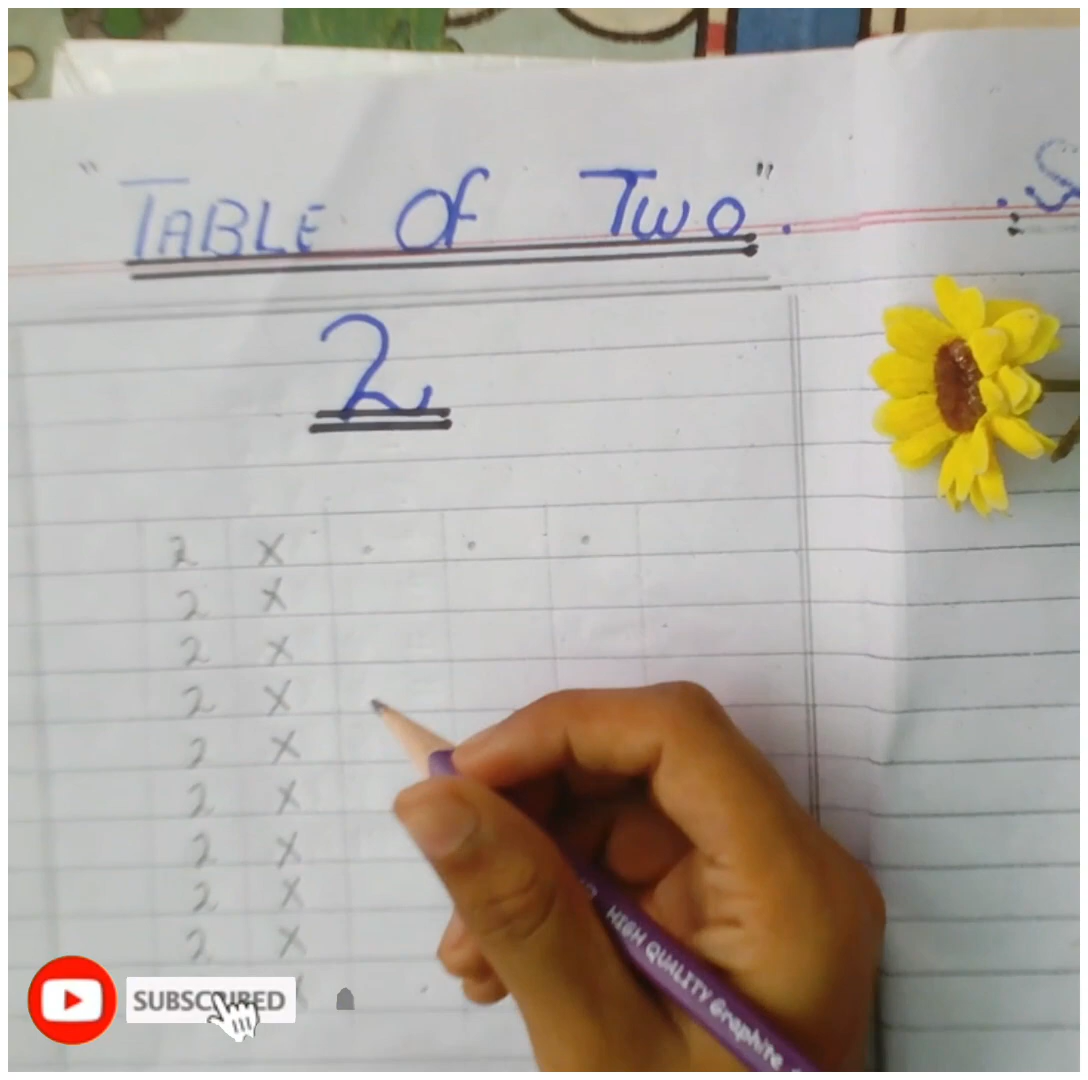 "TABLE Of Two".
2
2 X . . .
2 X
2 X
2 X
2 X
2 X
2 X
2 X
2 X
HIGH QUALITY Graphite
SUBSCRIBED